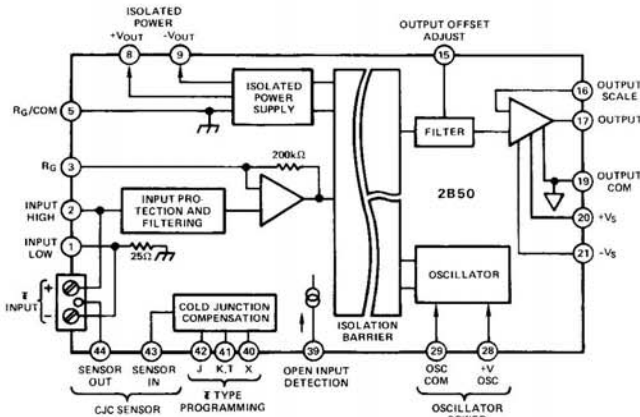 ISOLATED
POWER
+VOUT
-VOUT
8
9
OUTPUT OFFSET
ADJUST
15
ISOLATED
POWER
SUPPLY
5
RG/COM
16
OUTPUT
SCALE
17
OUTPUT
FILTER
200kΩ
3
RG
2B50
19
OUTPUT
COM
2
INPUT
HIGH
INPUT PRO-
TECTION AND
FILTERING
20
+VS
1
INPUT
LOW
25Ω
21
-VS
OSCILLATOR
INPUT
+
-
COLD JUNCTION
COMPENSATION
ISOLATION
BARRIER
44
43
42
41
40
39
29
28
SENSOR
OUT
SENSOR
IN
J
K,T
X
OPEN INPUT
DETECTION
OSC
COM
+V
OSC
CJC SENSOR
TYPE
PROGRAMMING
OSCILLATOR